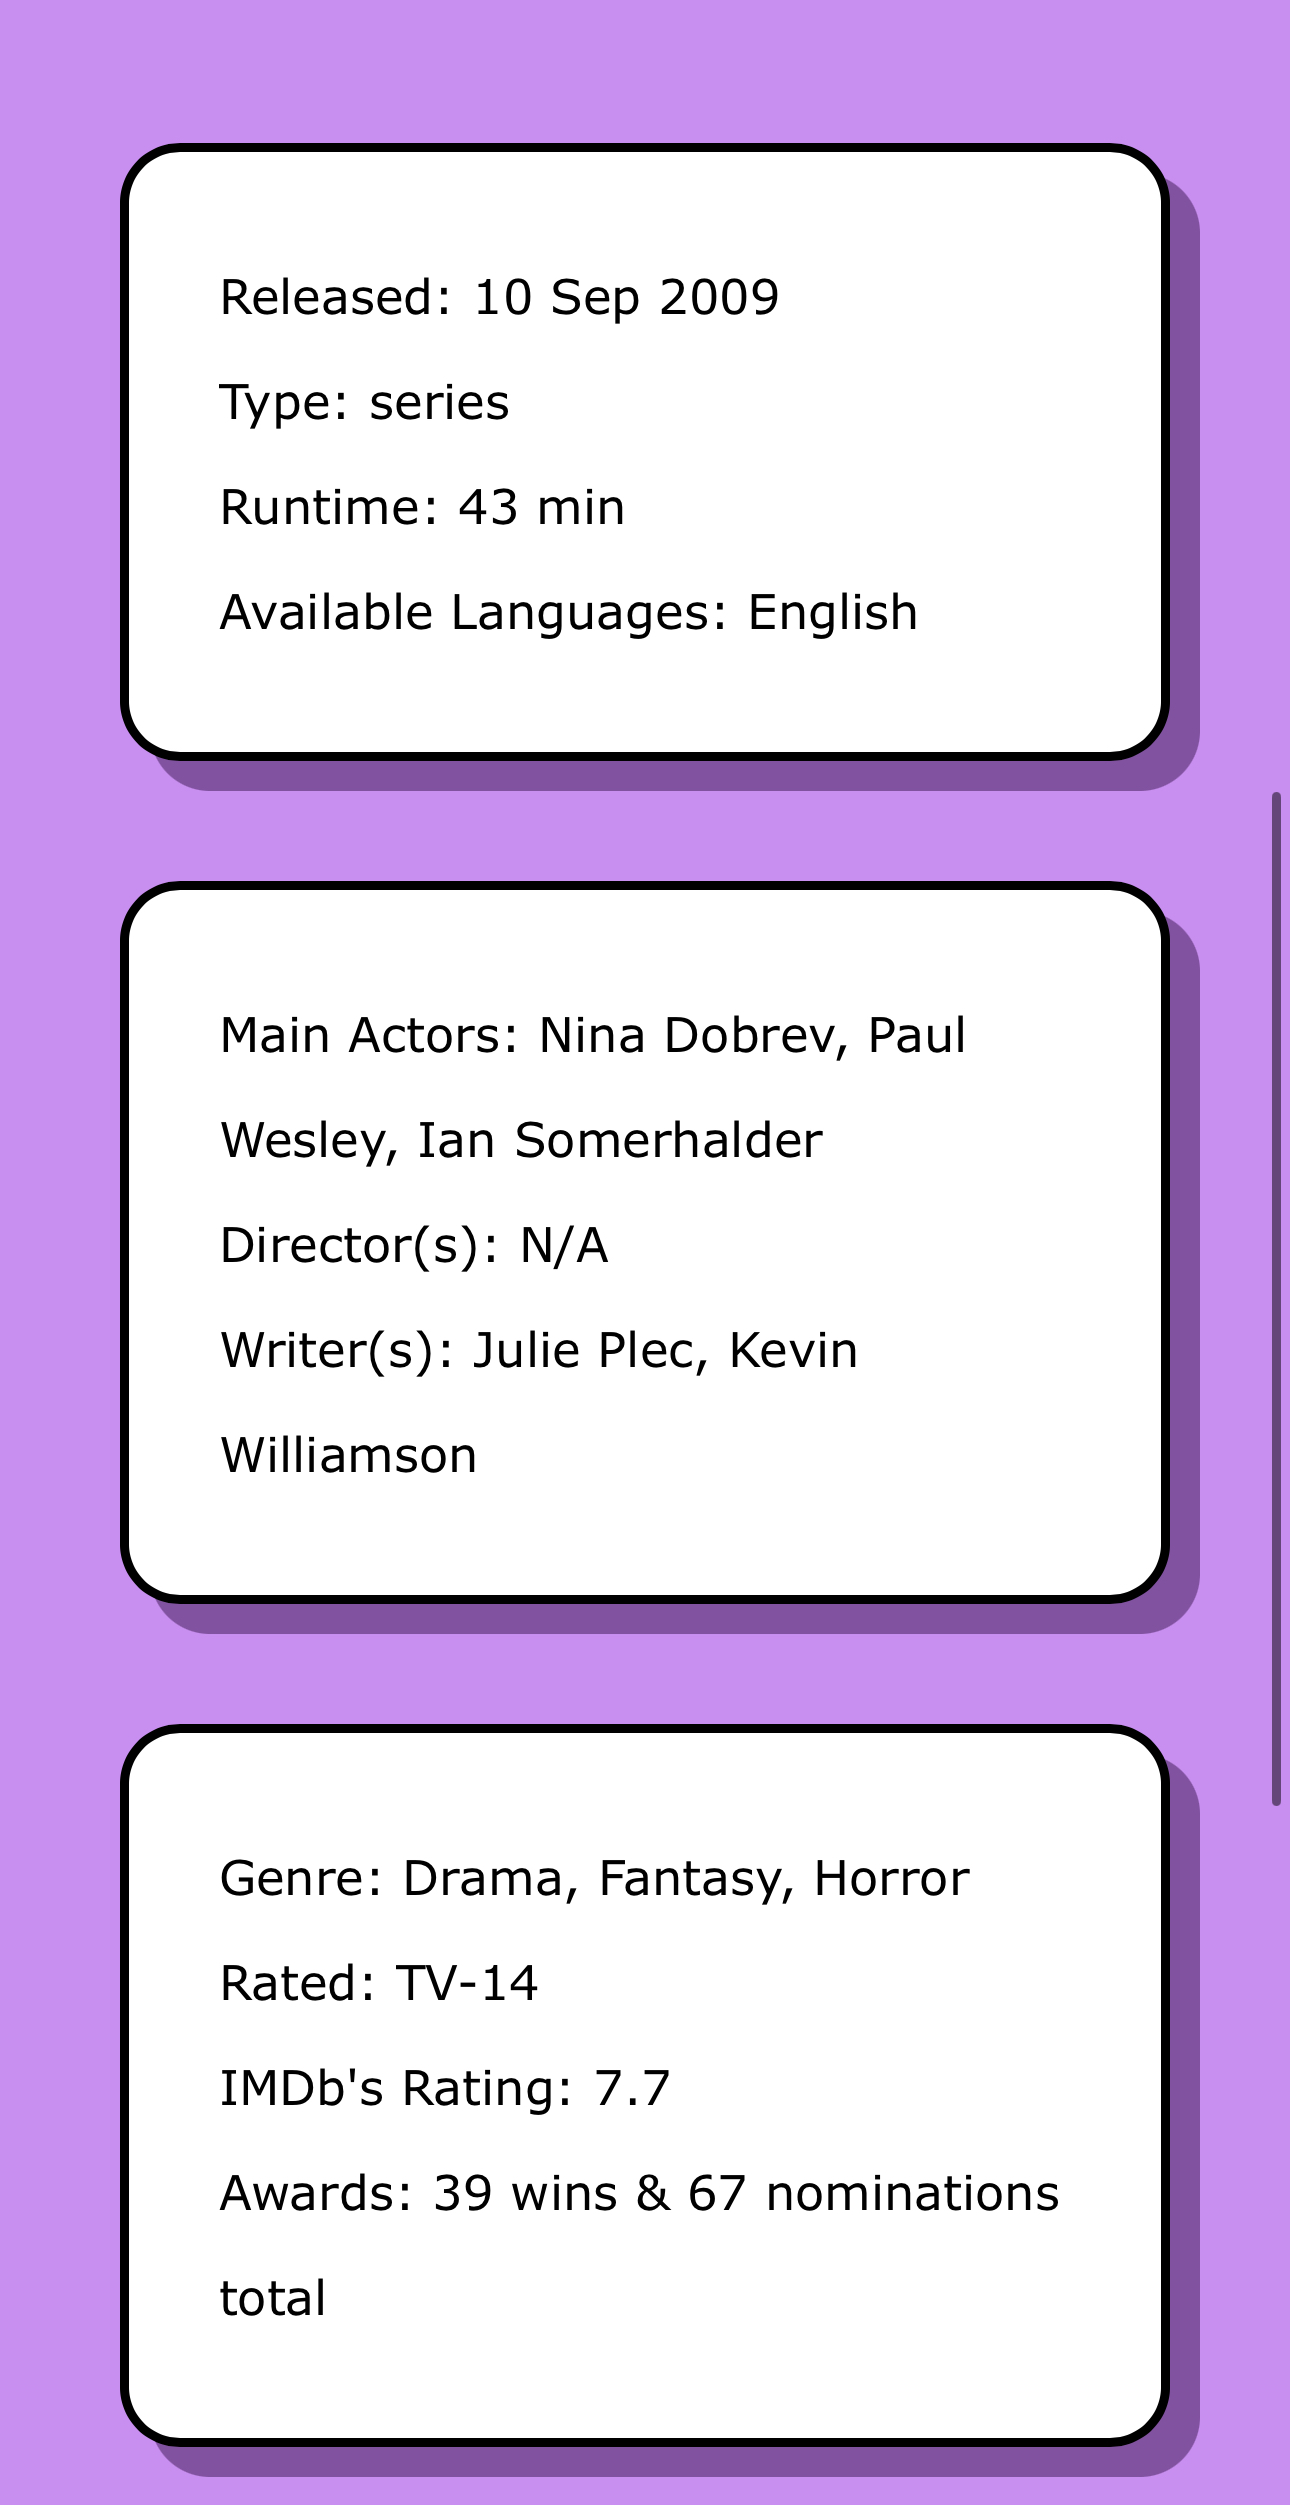 Released: 10 Sep 2009
Type: series
Runtime: 43 min
Available Languages: English
Main Actors: Nina Dobrev, Paul
Wesley, Ian Somerhalder
Director(s): N/A
Writer(s): Julie Plec, Kevin
Williamson
Genre: Drama, Fantasy, Horror
Rated: TV-14
IMDb's Rating: 7.7
Awards: 39 wins & 67 nominations
total